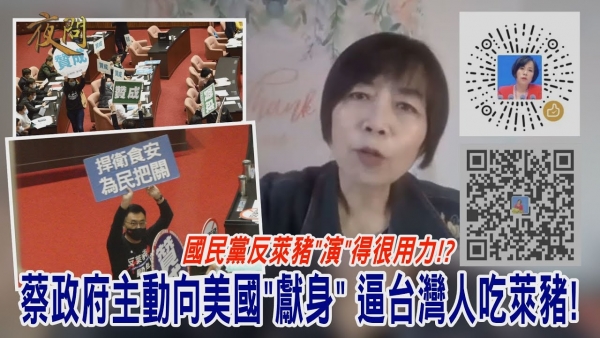 夜問
贊成
贊成
捍衛食安
為民把關
國民黨反萊豬"演"得很用力!?
蔡政府主動向美國"獻身" 逼台灣人吃萊豬!